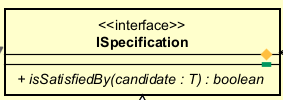 <<interface>>
ISpecification
+ isSatisfiedBy(candidate : T) : boolean